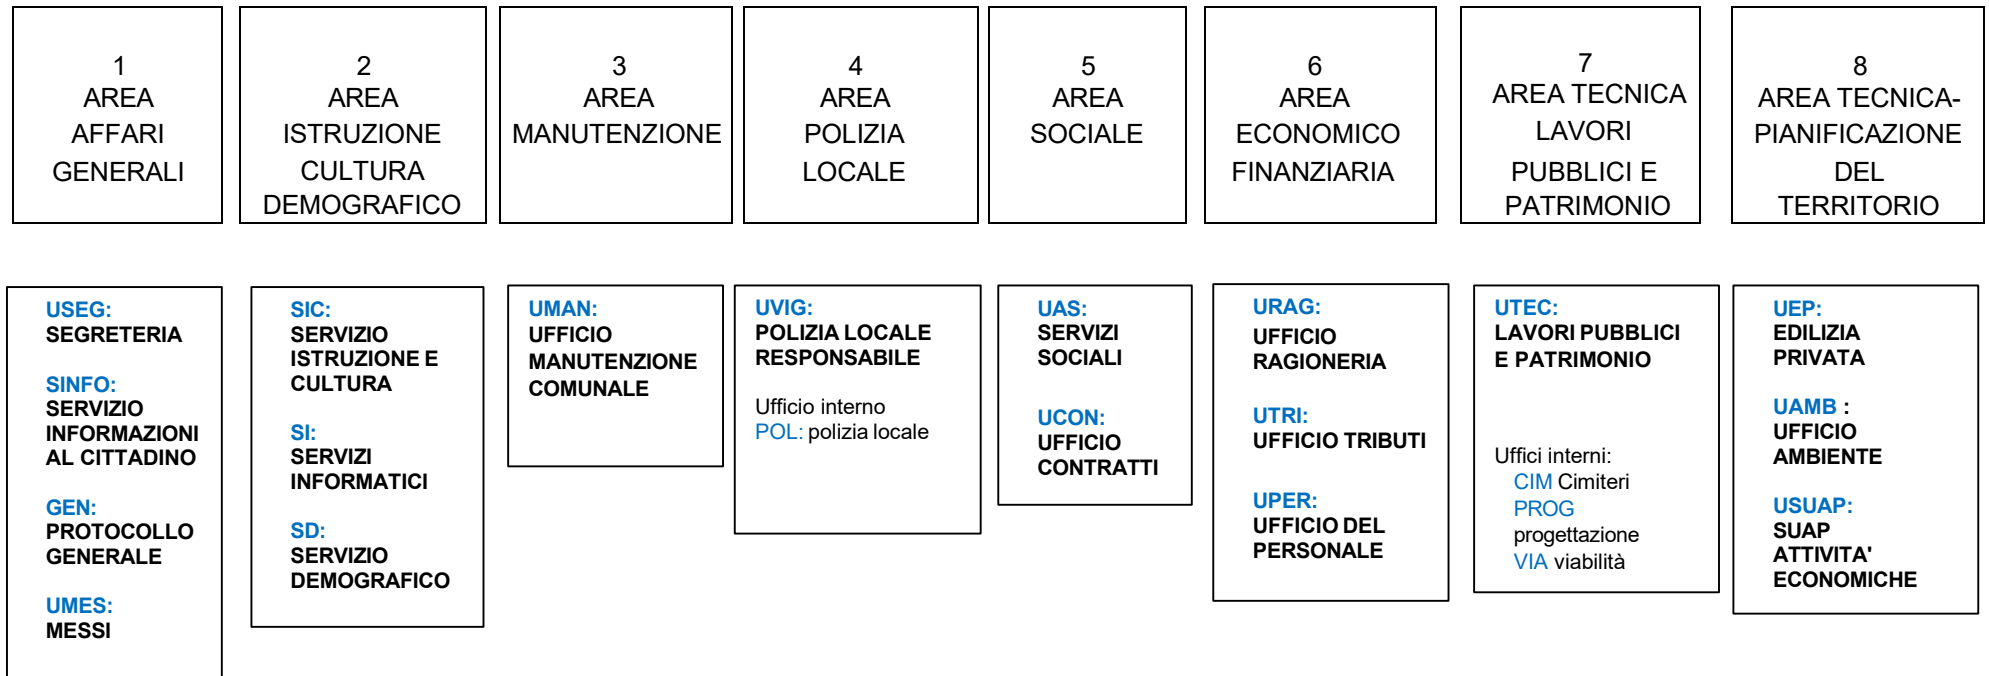 1
AREA
AFFARI
GENERALI
2
AREA
ISTRUZIONE
CULTURA
DEMOGRAFICO
3
AREA
MANUTENZIONE
4
AREA
POLIZIA
LOCALE
5
AREA
SOCIALE
6
AREA
ECONOMICO
FINANZIARIA
7
AREA TECNICA
LAVORI
PUBBLICI E
PATRIMONIO
8
AREA TECNICA-
PIANIFICAZIONE
DEL
TERRITORIO
USEG:
SEGRETERIA
SINFO:
SERVIZIO
INFORMAZIONI
AL CITTADINO
GEN:
PROTOCOLLO
GENERALE
UMES:
MESSI
SIC:
SERVIZIO
ISTRUZIONE E
CULTURA
SI:
SERVIZI
INFORMATICI
SD:
SERVIZIO
DEMOGRAFICO
UMAN:
UFFICIO
MANUTENZIONE
COMUNALE
UVIG:
POLIZIA LOCALE
RESPONSABILE
Ufficio interno
POL: polizia locale
UAS:
SERVIZI
SOCIALI
UCON:
UFFICIO
CONTRATTI
URAG:
UFFICIO
RAGIONERIA
UTRI:
UFFICIO TRIBUTI
UPER:
UFFICIO DEL
PERSONALE
UTEC:
LAVORI PUBBLICI
E PATRIMONIO
Uffici interni:
CIM Cimiteri
PROG
progettazione
VIA viabilità
UEP:
EDILIZIA
PRIVATA
UAMB :
UFFICIO
AMBIENTE
USUAP:
SUAP
ATTIVITA'
ECONOMICHE